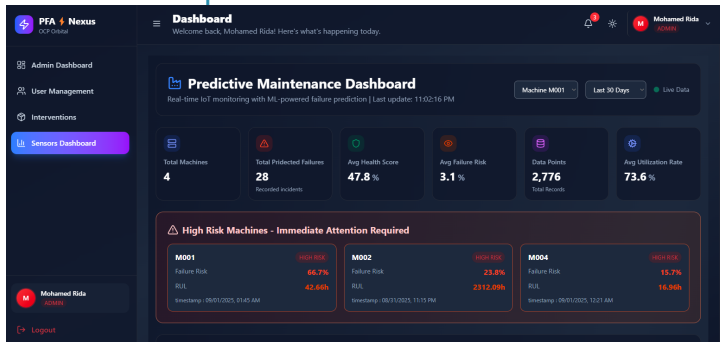 PFA Nexus
OCP Orbital
Admin Dashboard
User Management
Interventions
Sensors Dashboard
M
Mohamed Rida
ADMIN
Logout
Dashboard
Welcome back, Mohamed Rida! Here's what's happening today.
3
M
Mohamed Rida
ADMIN
Predictive Maintenance Dashboard
Real-time IoT monitoring with ML-powered failure prediction | Last update: 11:02:16 PM
Machine M001
Last 30 Days
Live Data
Total Machines
4
Total Pridected Failures
28
Recorded incidents
Avg Health Score
47.8 %
Avg Failure Risk
3.1 %
Data Points
2,776
Total Records
Avg Utilization Rate
73.6 %
High Risk Machines - Immediate Attention Required
M001 HIGH RISK
Failure Risk 66.7%
RUL 42.66h
timestamp : 09/01/2025, 01:45 AM
M002 HIGH RISK
Failure Risk 23.8%
RUL 2312.09h
timestamp : 08/31/2025, 11:15 PM
M004 HIGH RISK
Failure Risk 15.7%
RUL 16.96h
timestamp : 09/01/2025, 12:21 AM